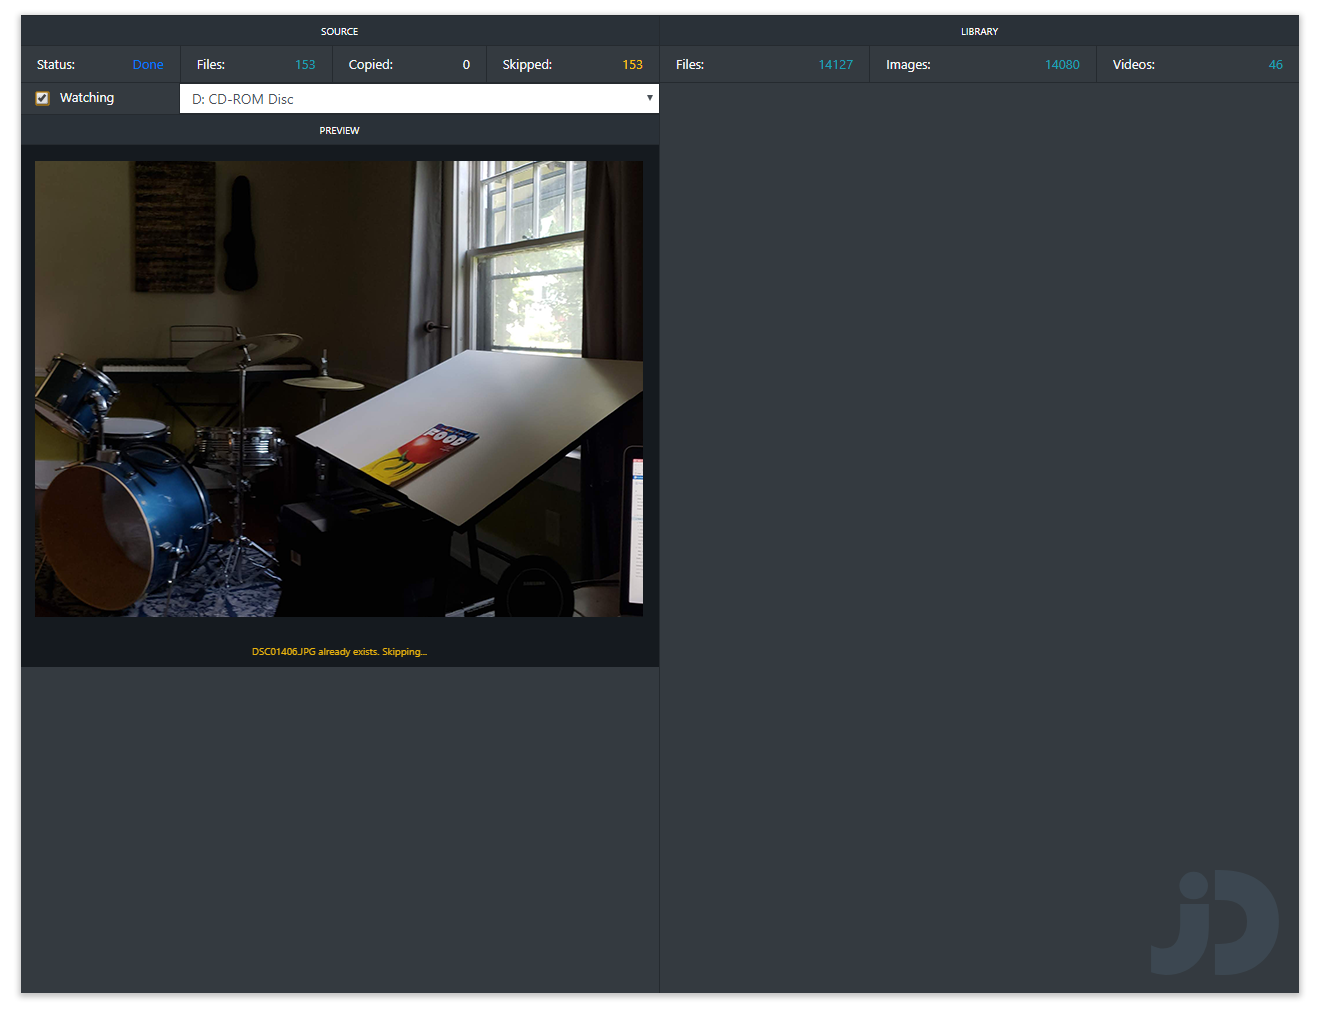 SOURCE
LIBRARY
Status: Done Files: 153 Copied: 0 Skipped: 153 Files: 14127 Images: 14080 Videos: 46
Watching D: CD-ROM Disc
PREVIEW
FOOD
DSC01406.JPG already exists. Skipping...
jD